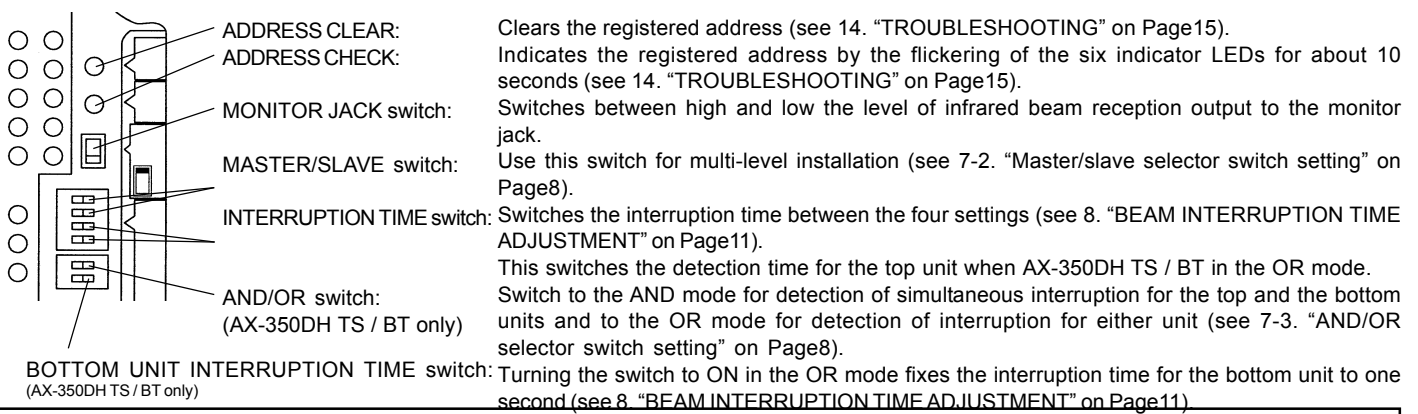 ADDRESS CLEAR: Clears the registered address (see 14. “TROUBLESHOOTING” on Page15).
ADDRESS CHECK: Indicates the registered address by the flickering of the six indicator LEDs for about 10
seconds (see 14. “TROUBLESHOOTING” on Page15).
MONITOR JACK switch: Switches between high and low the level of infrared beam reception output to the monitor
jack.
MASTER/SLAVE switch: Use this switch for multi-level installation (see 7-2. “Master/slave selector switch setting” on
Page8).
INTERRUPTION TIME switch: Switches the interruption time between the four settings (see 8. “BEAM INTERRUPTION TIME
ADJUSTMENT” on Page11).
This switches the detection time for the top unit when AX-350DH TS / BT in the OR mode.
AND/OR switch: Switch to the AND mode for detection of simultaneous interruption for the top and the bottom
(AX-350DH TS / BT only) units and to the OR mode for detection of interruption for either unit (see 7-3. “AND/OR
selector switch setting” on Page8).
BOTTOM UNIT INTERRUPTION TIME switch: Turning the switch to ON in the OR mode fixes the interruption time for the bottom unit to one
(AX-350DH TS / BT only) second (see 8. “BEAM INTERRUPTION TIME ADJUSTMENT” on Page11).